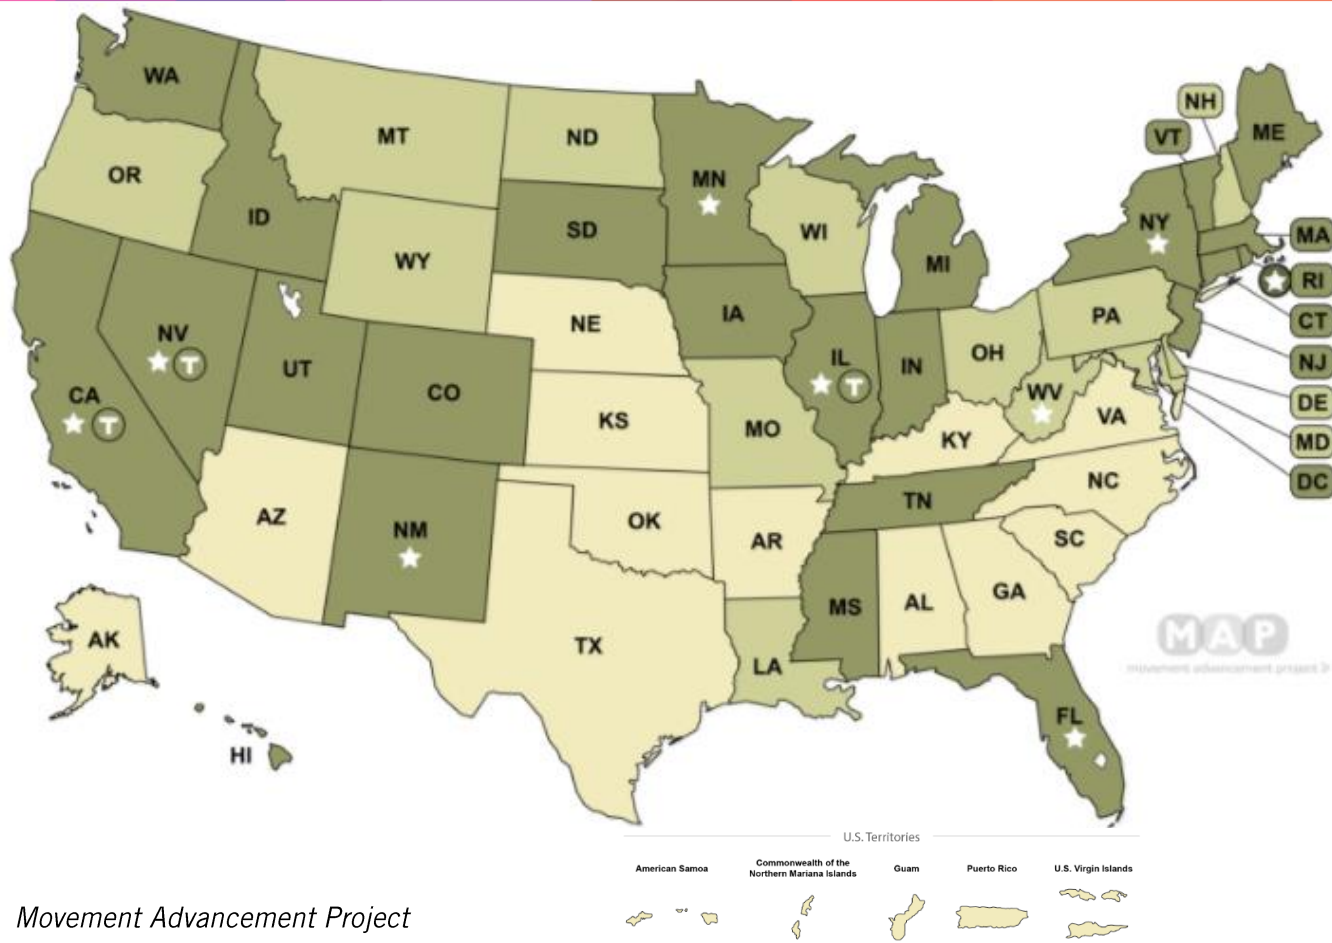 WA
MT
ND
MN
NH
VT
ME
OR
ID
SD
WI
MI
NY
MA
WY
RI
NE
IA
PA
CT
NV
T
UT
CO
IL
T
IN
OH
NJ
CA
T
KS
MO
WV
VA
DE
KY
MD
NC
DC
AZ
NM
OK
AR
TN
SC
MS
AL
GA
AK
TX
LA
MAP
movement advancement project
HI
FL
U.S. Territories
American Samoa
Commonwealth of the
Northern Mariana Islands
Guam
Puerto Rico
U.S. Virgin Islands
Movement Advancement Project